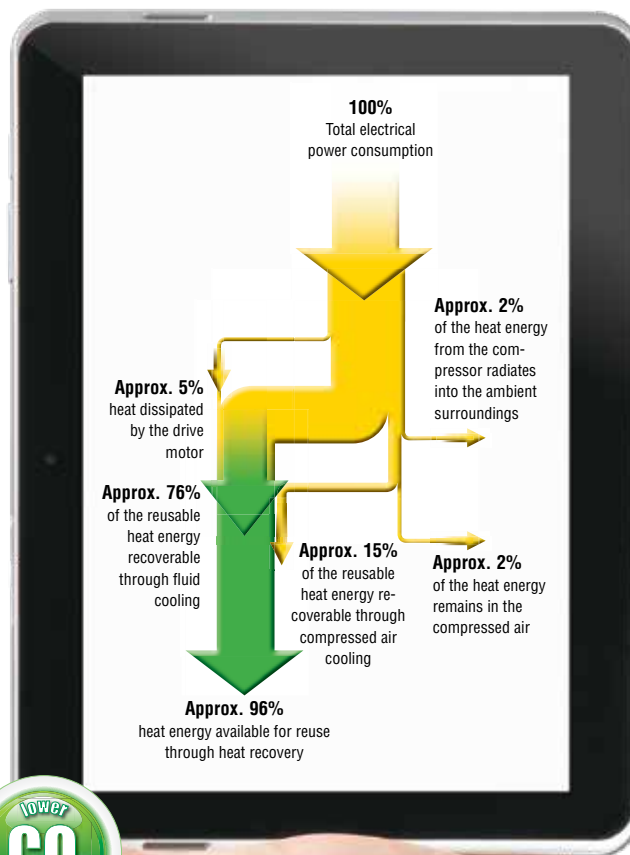 100%
Total electrical
power consumption
Approx. 2%
of the heat energy
from the com-
pressor radiates
into the ambient
surroundings
Approx. 5%
heat dissipated
by the drive
motor
Approx. 76%
of the reusable
heat energy
recoverable
through fluid
cooling
Approx. 15%
of the reusable
heat energy re-
coverable through
compressed air
cooling
Approx. 2%
of the heat energy
remains in the
compressed air
Approx. 96%
heat energy available for reuse
through heat recovery
lower